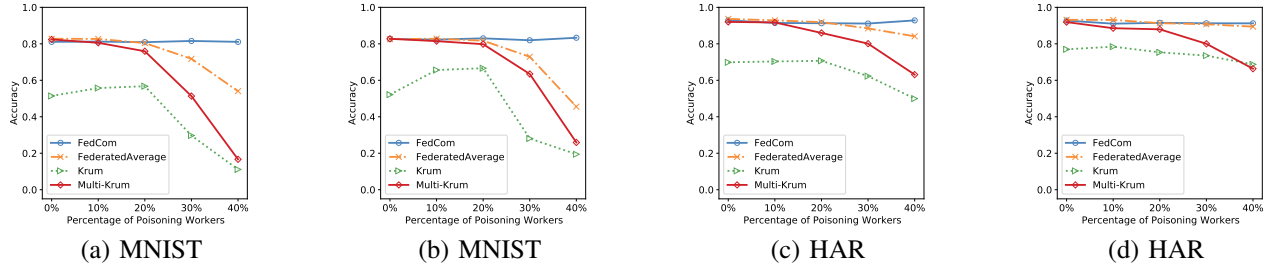 1.0
0.8
0.6
0.4
0.2
0.0
Accuracy
FedCom
FederatedAverage
Krum
Multi-Krum
0% 10% 20% 30% 40%
Percentage of Poisoning Workers
(a) MNIST
1.0
0.8
0.6
0.4
0.2
0.0
Accuracy
FedCom
FederatedAverage
Krum
Multi-Krum
0% 10% 20% 30% 40%
Percentage of Poisoning Workers
(b) MNIST
1.0
0.8
0.6
0.4
0.2
0.0
Accuracy
FedCom
FederatedAverage
Krum
Multi-Krum
0% 10% 20% 30% 40%
Percentage of Poisoning Workers
(c) HAR
1.0
0.8
0.6
0.4
0.2
0.0
Accuracy
FedCom
FederatedAverage
Krum
Multi-Krum
0% 10% 20% 30% 40%
Percentage of Poisoning Workers
(d) HAR